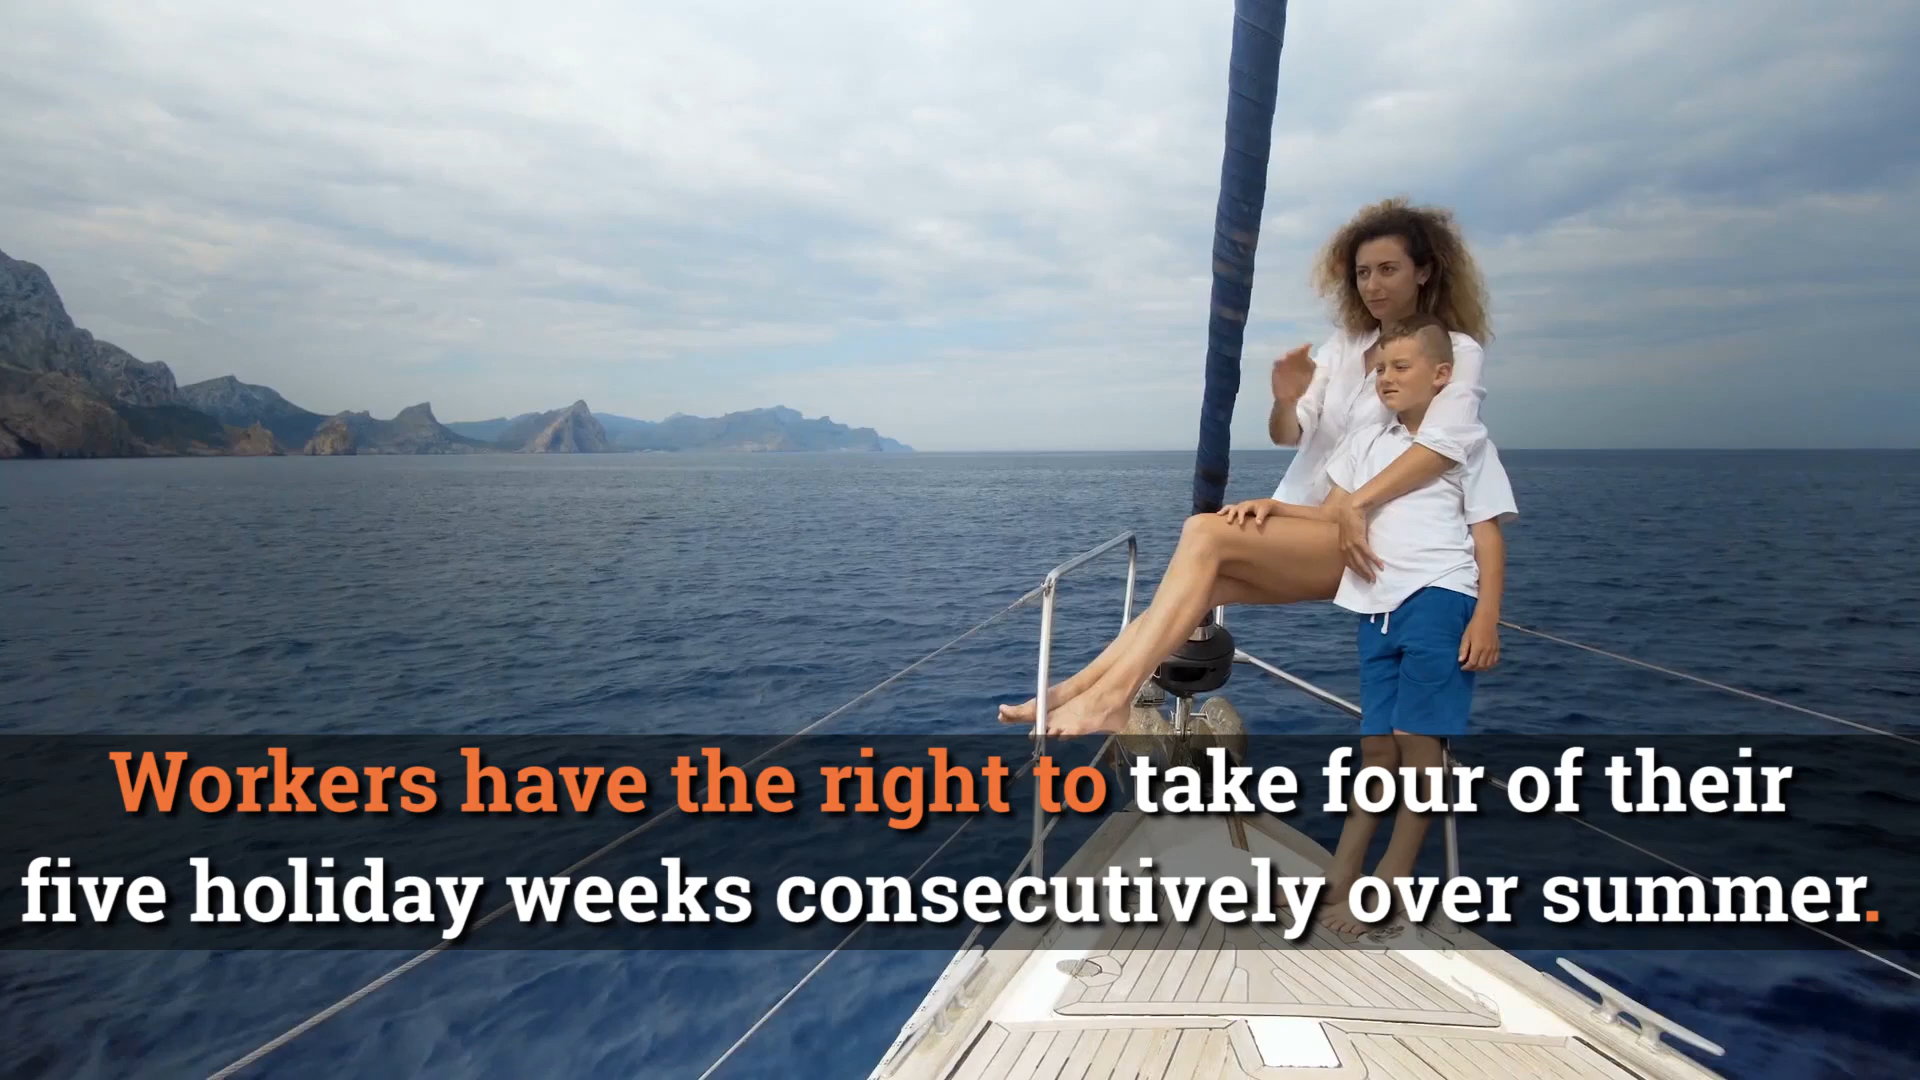 Workers have the right to take four of their
five holiday weeks consecutively over summer.